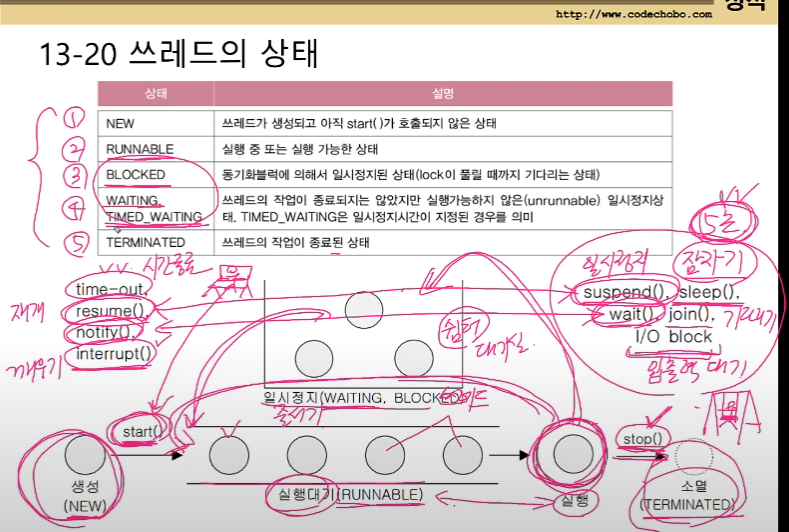 http://www.codechobo.com
13-20 쓰레드의 상태
상태 설명
① NEW 쓰레드가 생성되고 아직 start( )가 호출되지 않은 상태
② RUNNABLE 실행 중 또는 실행 가능한 상태
③ BLOCKED 동기화블럭에 의해서 일시정지된 상태(lock이 풀릴 때까지 기다리는 상태)
④ WAITING, TIMED_WAITING 쓰레드의 작업이 종료되지는 않았지만 실행가능하지 않은(unrunnable) 일시정지상
태. TIMED_WAITING은 일시정지시간이 지정된 경우를 의미
⑤ TERMINATED 쓰레드의 작업이 종료된 상태
5르
시간종료
일시정지 잠자기
time-out,
suspend(), sleep(),
재개 resume(),
wait(), join(), 기다리기
notify(),
I/O block
깨우기 interrupt()
입출력 대기
쉼터
대기실
일시정지(WAITING, BLOCKED)
줄서기
start()
stop()
생성
(NEW)
실행대기(RUNNABLE)
실행
소멸
(TERMINATED)